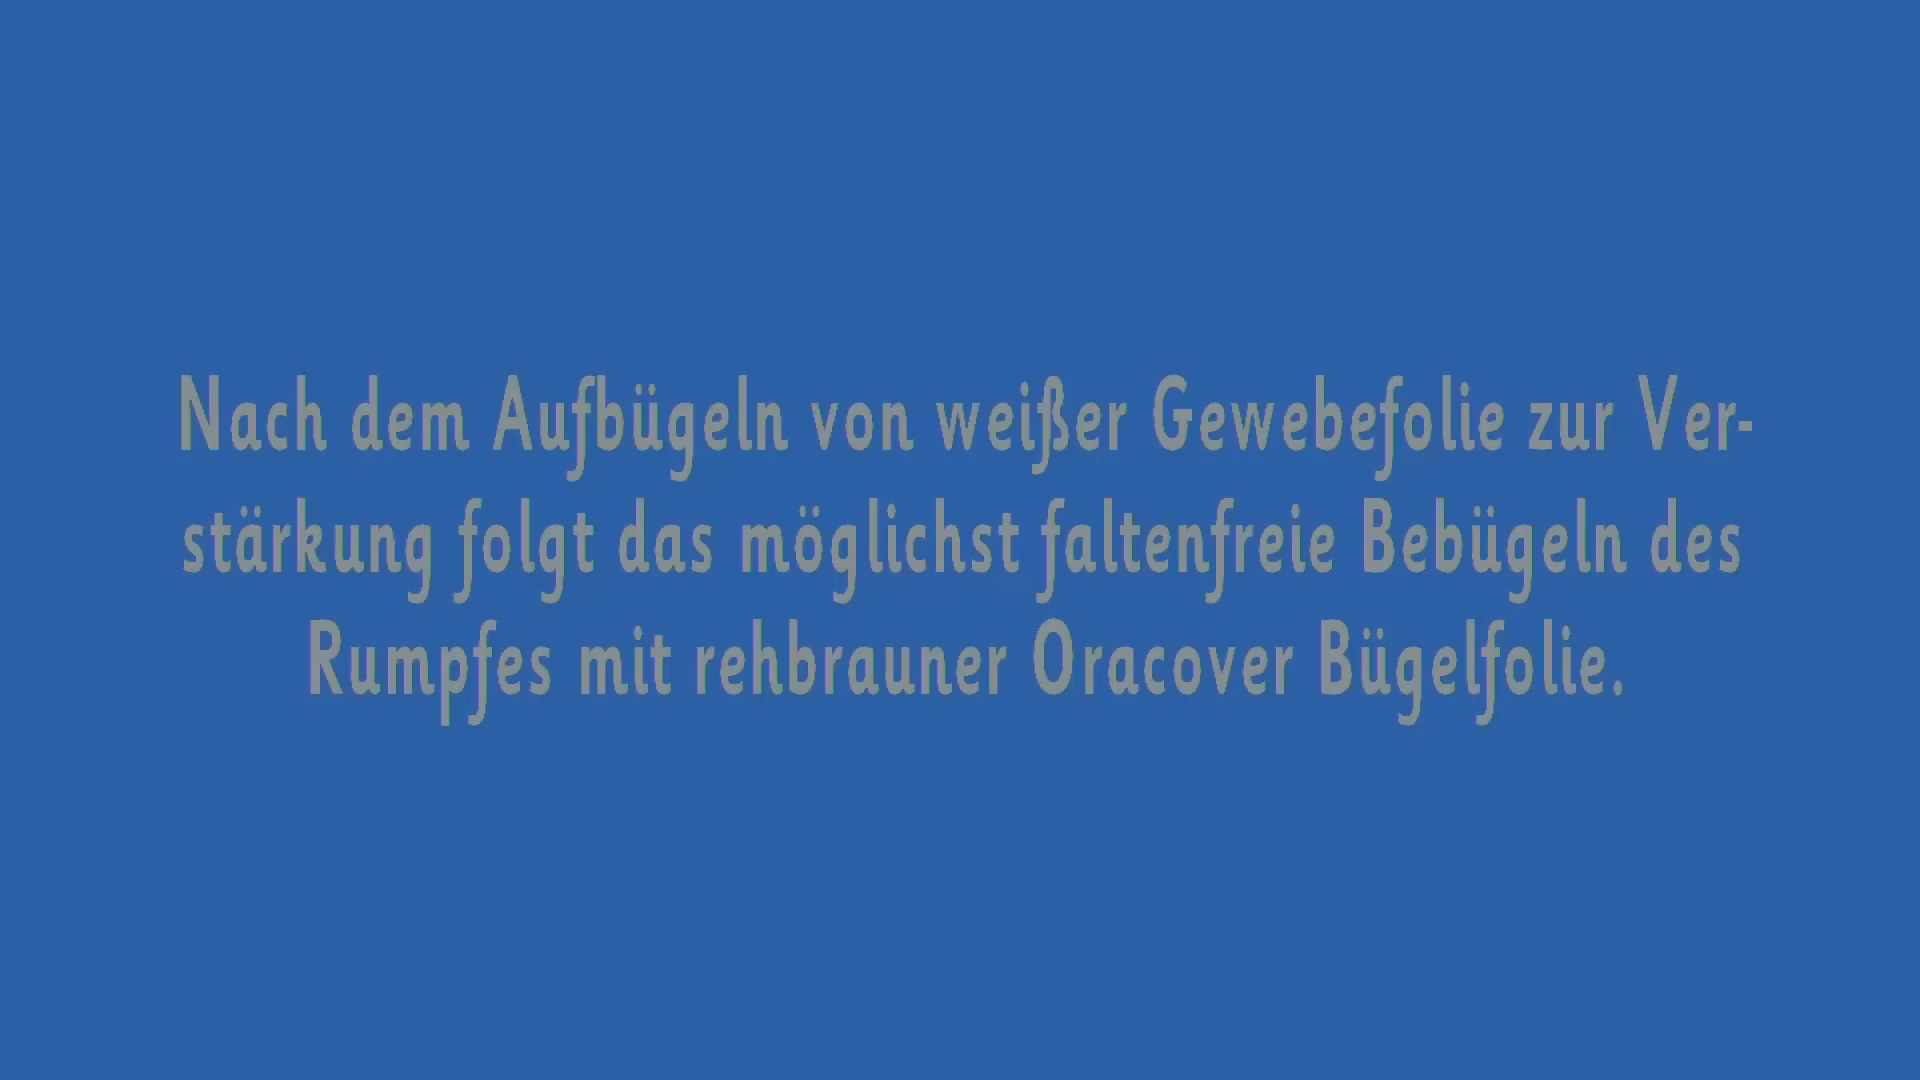 Nach dem Aufbügeln von weißer Gewebefolie zur Ver-
stärkung folgt das möglichst faltenfreie Bebügeln des
Rumpfes mit rehbrauner Oracover Bügelfolie.